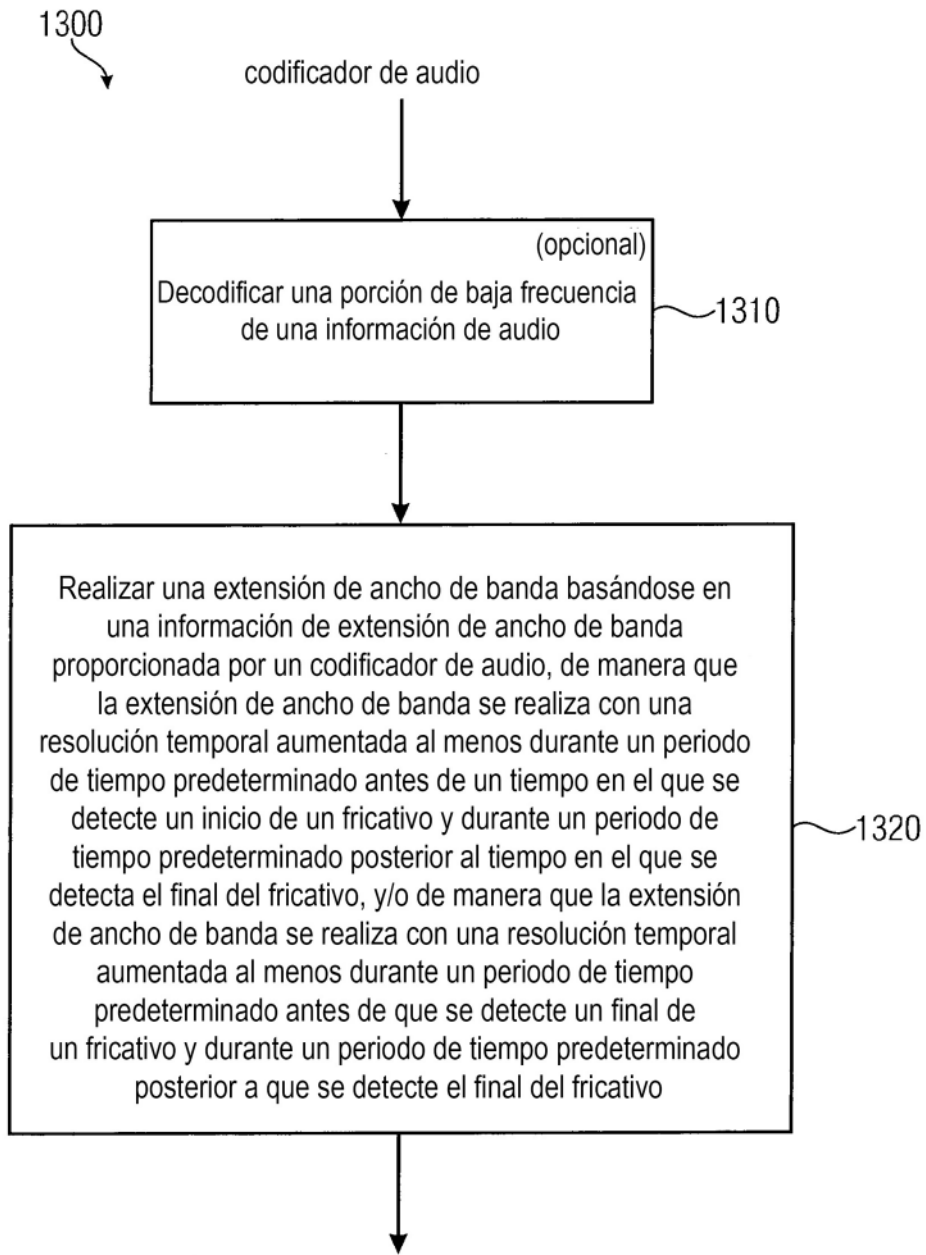 1300
codificador de audio
(opcional)
Decodificar una porción de baja frecuencia
de una información de audio
1310
Realizar una extensión de ancho de banda basándose en
una información de extensión de ancho de banda
proporcionada por un codificador de audio, de manera que
la extensión de ancho de banda se realiza con una
resolución temporal aumentada al menos durante un periodo
de tiempo predeterminado antes de un tiempo en el que se
detecte un inicio de un fricativo y durante un periodo de
tiempo predeterminado posterior al tiempo en el que se
detecta el final del fricativo, y/o de manera que la extensión
de ancho de banda se realiza con una resolución temporal
aumentada al menos durante un periodo de tiempo
predeterminado antes de que se detecte un final de
un fricativo y durante un periodo de tiempo predeterminado
posterior a que se detecte el final del fricativo
1320